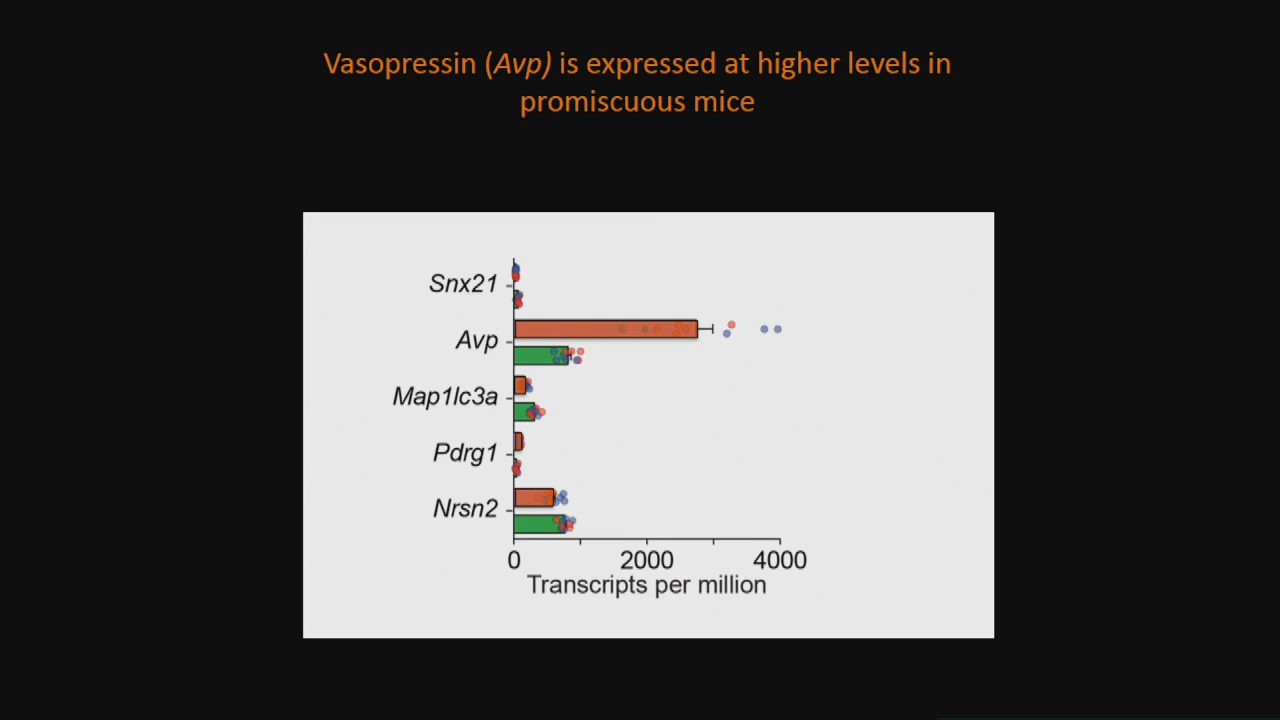 Vasopressin (Avp) is expressed at higher levels in
promiscuous mice
Snx21
Avp
Map1lc3a
Pdrg1
Nrsn2
0 2000 4000
Transcripts per million